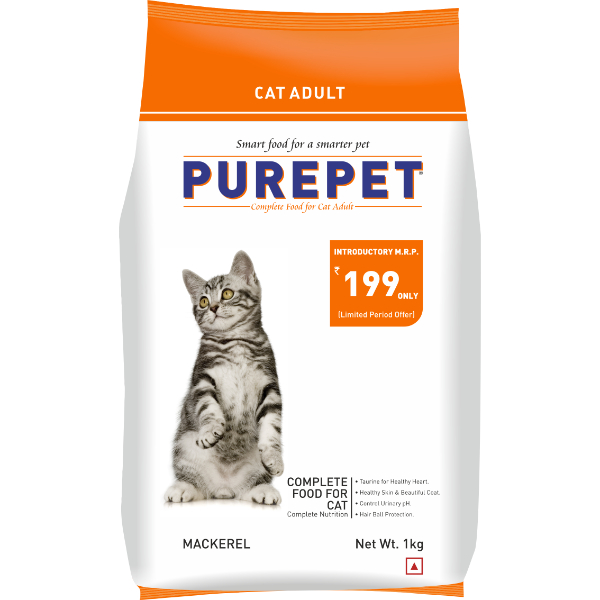 CAT ADULT
Smart food for a smarter pet
PUREPET®
Complete Food for Cat Adult
INTRODUCTORY M.R.P.
₹ 199 ONLY
(Limited Period Offer)
COMPLETE
FOOD FOR
CAT
Complete Nutrition
• Taurine for Healthy Heart.
• Healthy Skin & Beautiful Coat.
• Control Urinary pH.
• Hair Ball Protection.
MACKEREL
Net Wt. 1kg